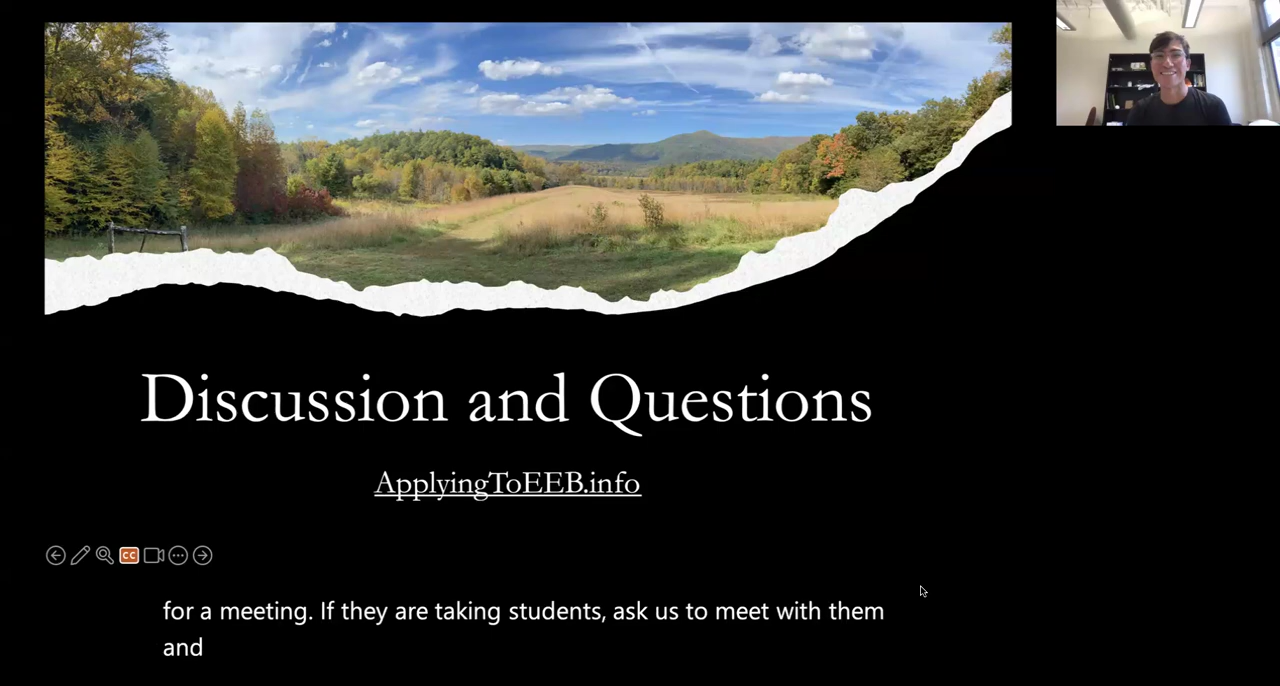 Discussion and Questions
ApplyingToEEB.info
CC
for a meeting. If they are taking students, ask us to meet with them
and